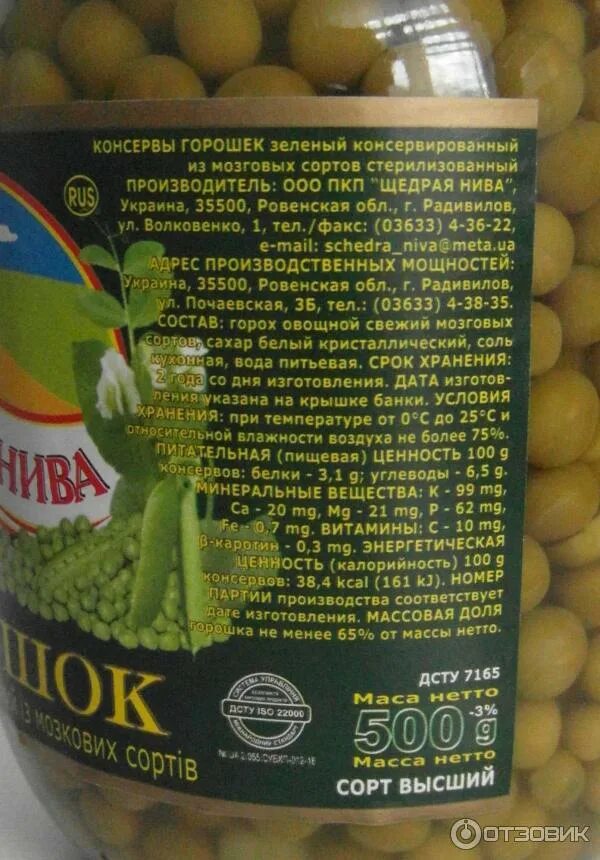 КОНСЕРВЫ ГОРОШЕК зеленый консервированный
из мозговых сортов стерилизованный
ПРОИЗВОДИТЕЛЬ: ООО ПКП "ЩЕДРАЯ НИВА",
RUS
Украина, 35500, Ровенская обл., г. Радивилов,
ул. Волковенко, 1, тел./факс: (03633) 4-36-22,
e-mail: schedra_niva@meta.ua
АДРЕС ПРОИЗВОДСТВЕННЫХ МОЩНОСТЕЙ:
Украина, 35500, Ровенская обл., г. Радивилов,
ул. Почаевская, 3Б, тел.: (03633) 4-38-35.
СОСТАВ: горох овощной свежий мозговых
сортов, сахар белый кристаллический, соль
кухонная, вода питьевая. СРОК ХРАНЕНИЯ:
2 года со дня изготовления. ДАТА изготов-
ления указана на крышке банки. УСЛОВИЯ
ХРАНЕНИЯ: при температуре от 0°С до 25°С и
относительной влажности воздуха не более 75%.
ПИТАТЕЛЬНАЯ (пищевая) ЦЕННОСТЬ 100 g
консервов: белки - 3,1 g; углеводы - 6,5 g.
МИНЕРАЛЬНЫЕ ВЕЩЕСТВА: K - 99 mg,
Ca - 20 mg, Mg - 21 mg, P - 62 mg,
Fe - 0,7 mg. ВИТАМИНЫ: С - 10 mg,
β-каротин - 0,3 mg. ЭНЕРГЕТИЧЕСКАЯ
ЦЕННОСТЬ (калорийность) 100 g
консервов: 38,4 kcal (161 kJ). НОМЕР
ПАРТИИ производства соответствует
дате изготовления. МАССОВАЯ ДОЛЯ
горошка не менее 65% от массы нетто.
НИВА
ШОК
із мозкових сортів
СИСТЕМА УПРАВЛІННЯ
ДСТУ ISO 22000
ДСТУ 7165
Маса нетто
500 g -3%
Масса нетто
СОРТ ВЫСШИЙ
ОТЗОВИК